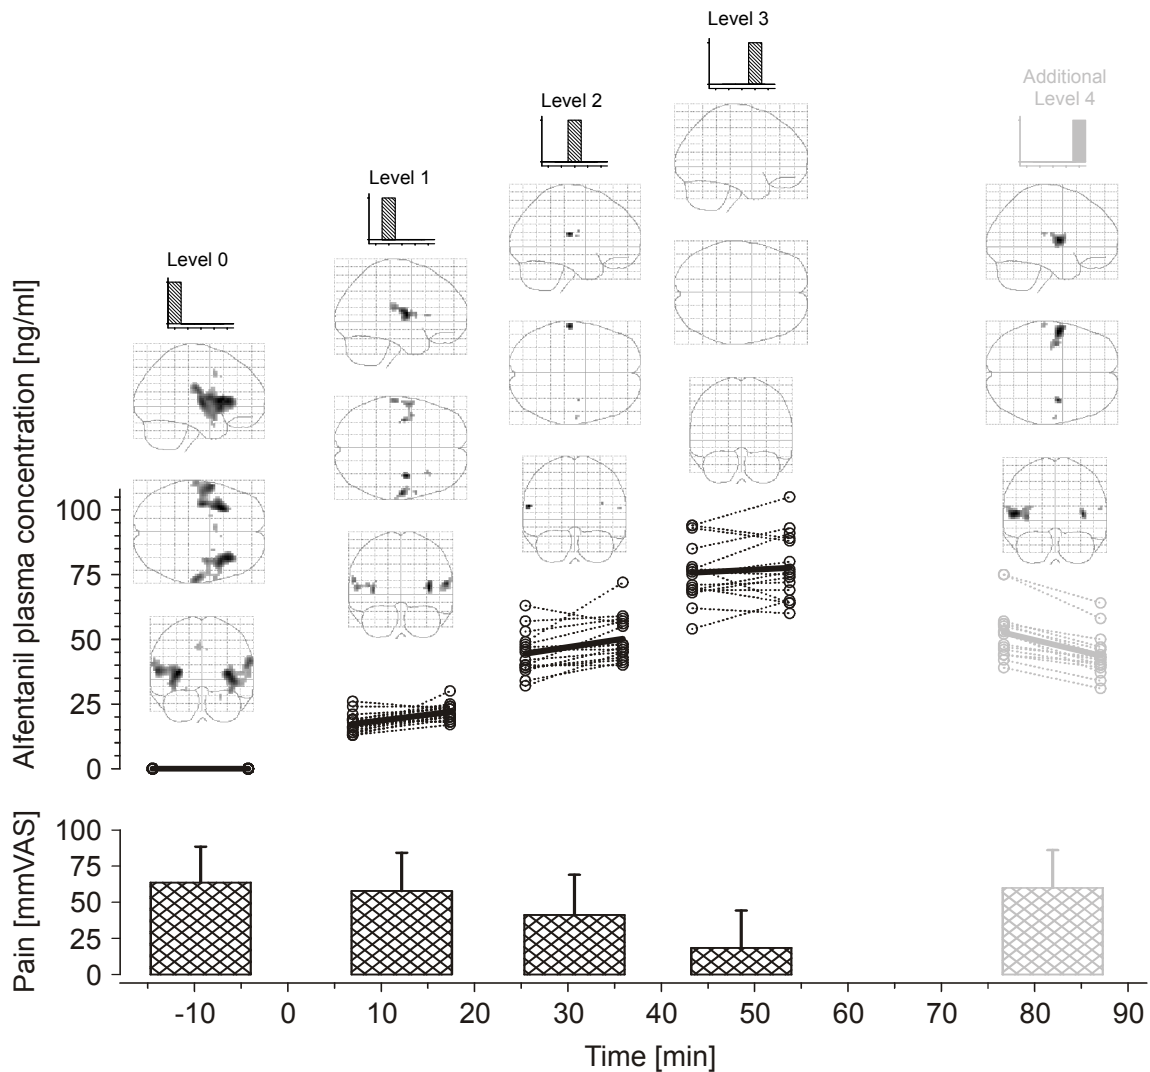 Level 3
Additional
Level 4
Level 2
Level 1
Level 0
Alfentanil plasma concentration [ng/ml]
100
75
50
25
0
Pain [mmVAS]
100
75
50
25
0
-10 0 10 20 30 40 50 60 70 80 90
Time [min]